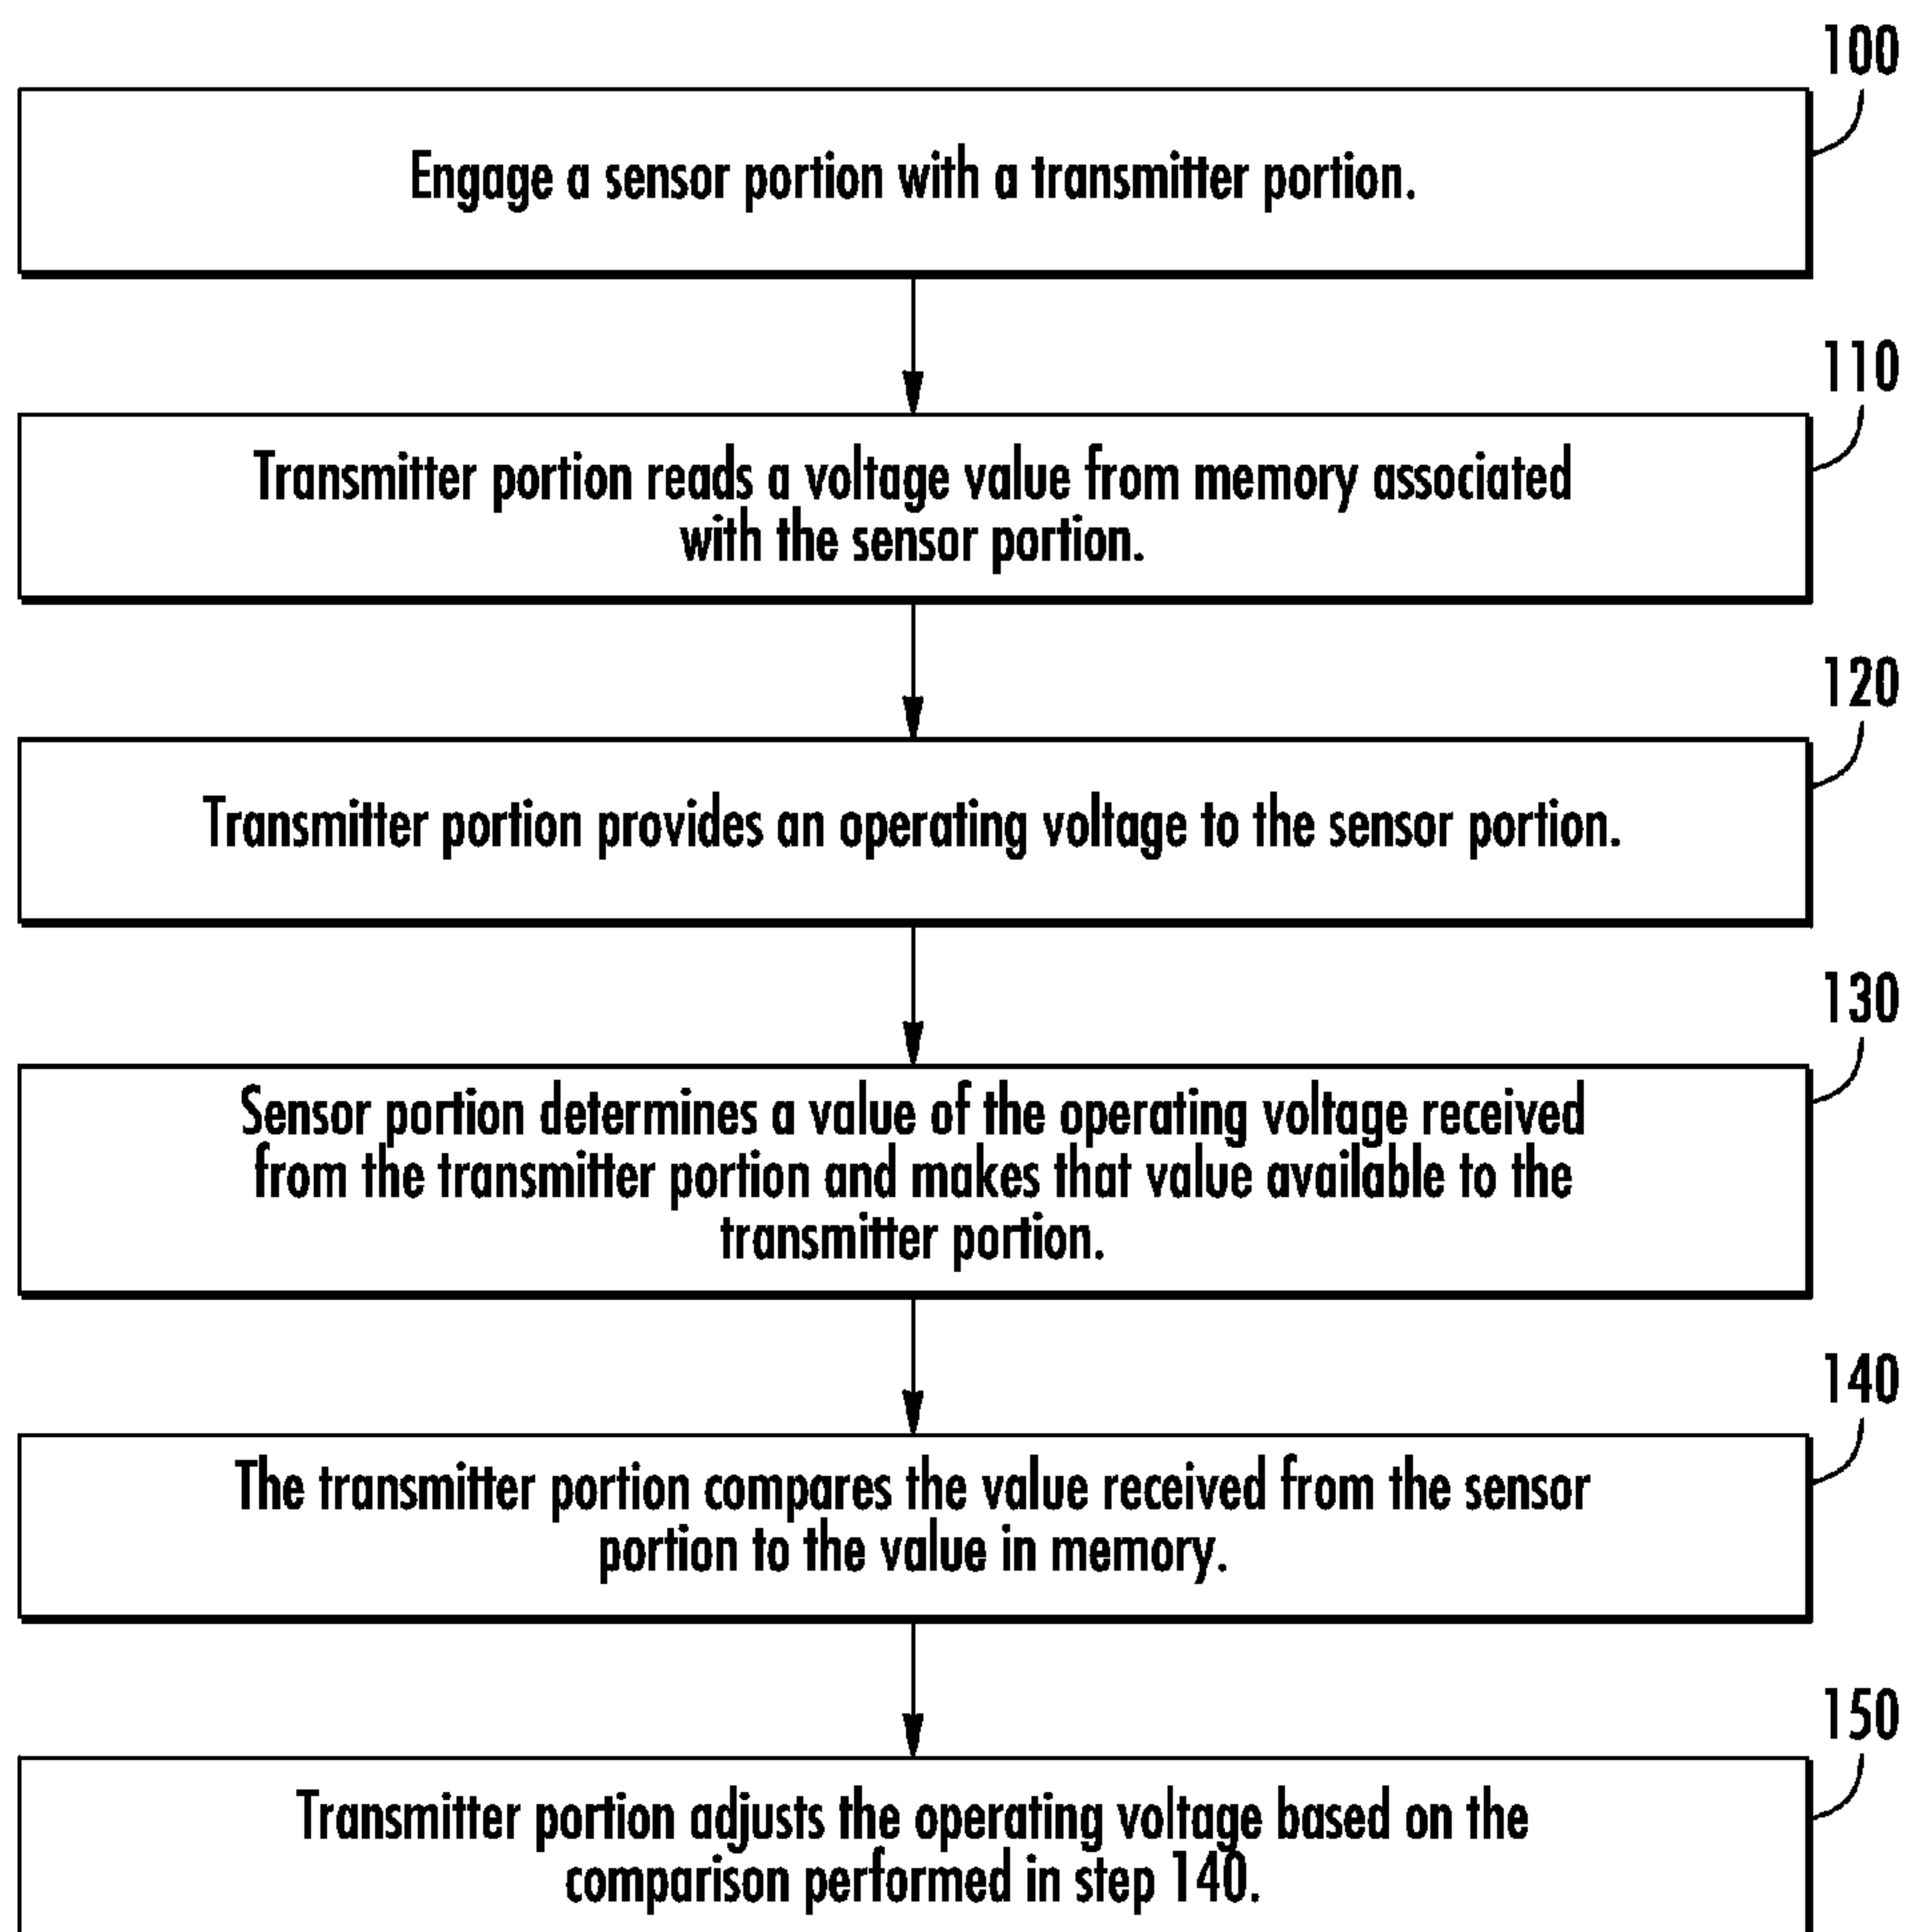 100
Engage a sensor portion with a transmitter portion.
110
Transmitter portion reads a voltage value from memory associated
with the sensor portion.
120
Transmitter portion provides an operating voltage to the sensor portion.
130
Sensor portion determines a value of the operating voltage received
from the transmitter portion and makes that value available to the
transmitter portion.
140
The transmitter portion compares the value received from the sensor
portion to the value in memory.
150
Transmitter portion adjusts the operating voltage based on the
comparison performed in step 140.